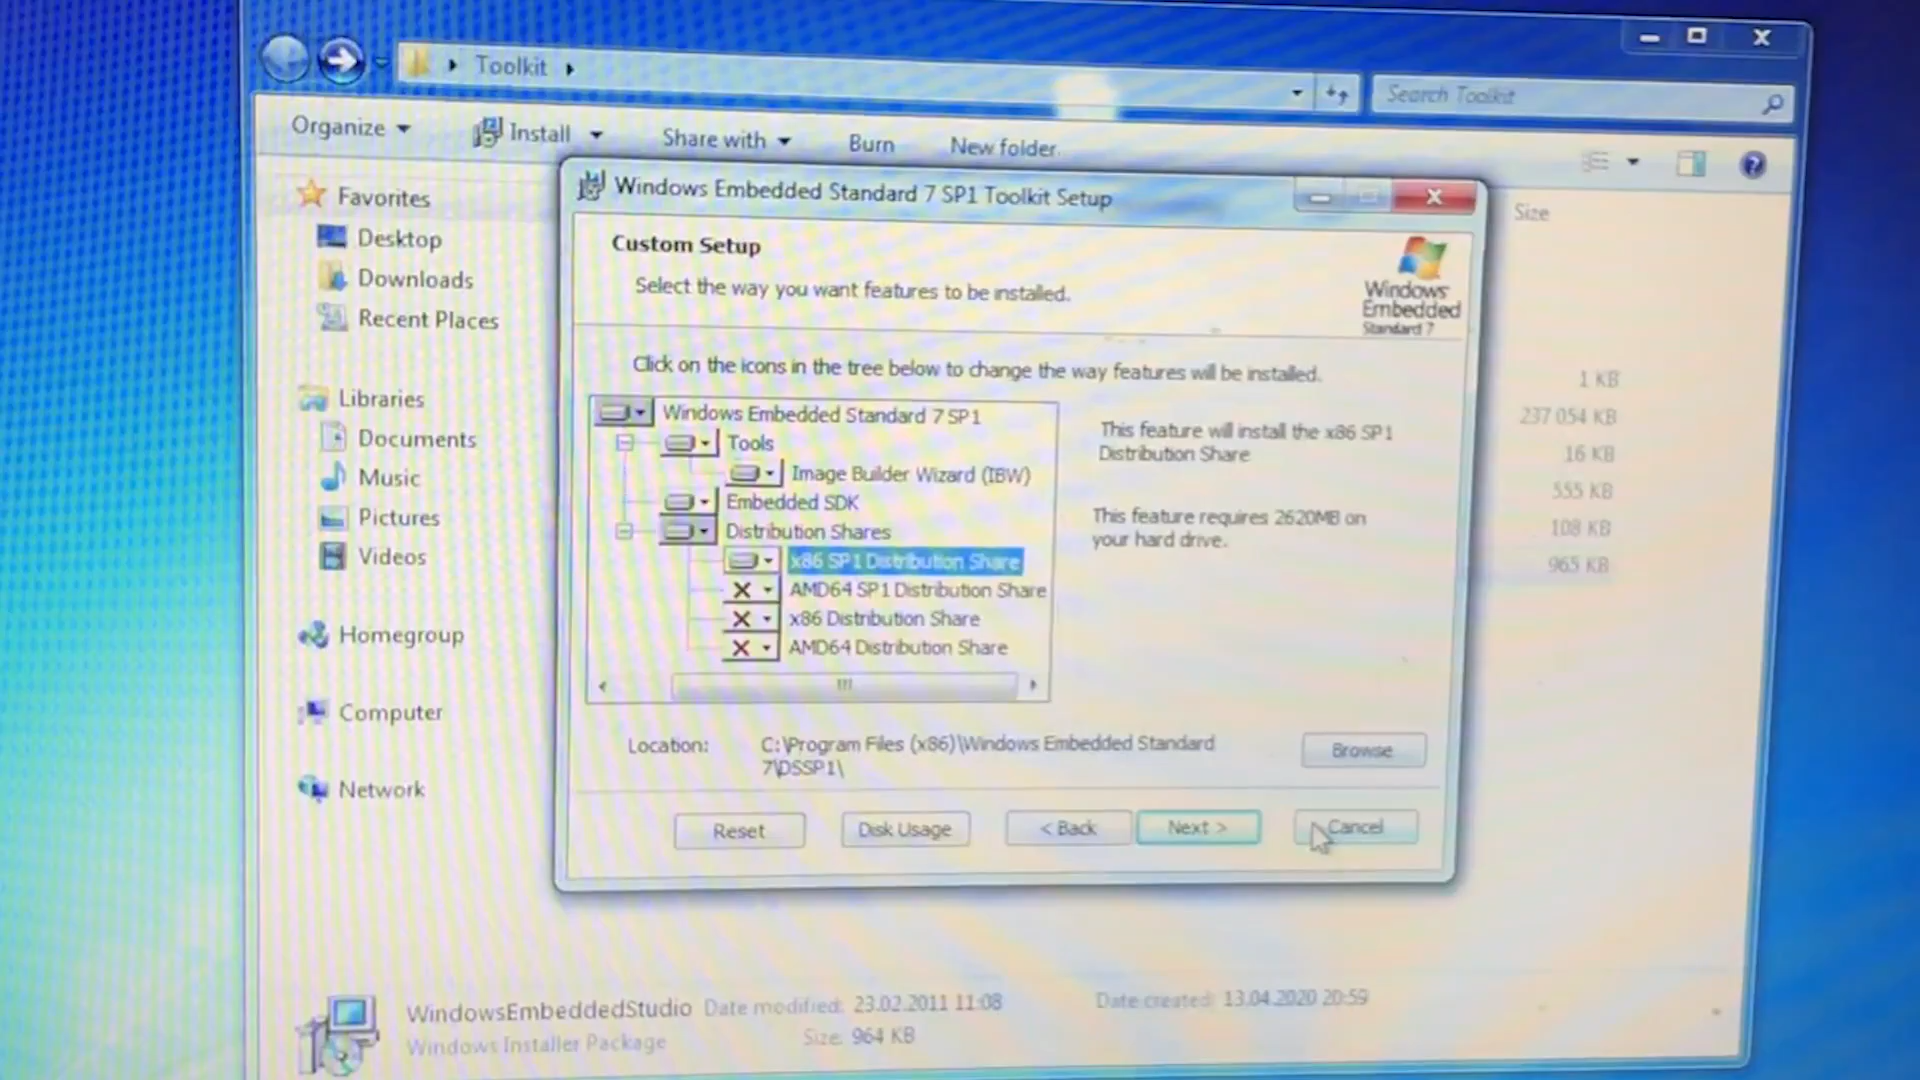 Toolkit
Search Toolkit
Organize
Install
Share with
Burn
New folder
Favorites
Desktop
Downloads
Recent Places
Libraries
Documents
Music
Pictures
Videos
Homegroup
Computer
Network
Size
1 KB
237 054 KB
16 KB
555 KB
108 KB
965 KB
Windows Embedded Standard 7 SP1 Toolkit Setup
Custom Setup
Select the way you want features to be installed.
Windows
Embedded
Standard 7
Click on the icons in the tree below to change the way features will be installed.
Windows Embedded Standard 7 SP1
Tools
Image Builder Wizard (IBW)
Embedded SDK
Distribution Shares
x86 SP1 Distribution Share
AMD64 SP1 Distribution Share
x86 Distribution Share
AMD64 Distribution Share
This feature will install the x86 SP1
Distribution Share
This feature requires 2620MB on
your hard drive.
Location: C:\Program Files (x86)\Windows Embedded Standard
7\DSSP1\
Browse
Reset
Disk Usage
< Back
Next >
Cancel
WindowsEmbeddedStudio Date modified: 23.02.2011 11:08 Date created: 13.04.2020 20:59
Windows Installer Package Size: 964 KB